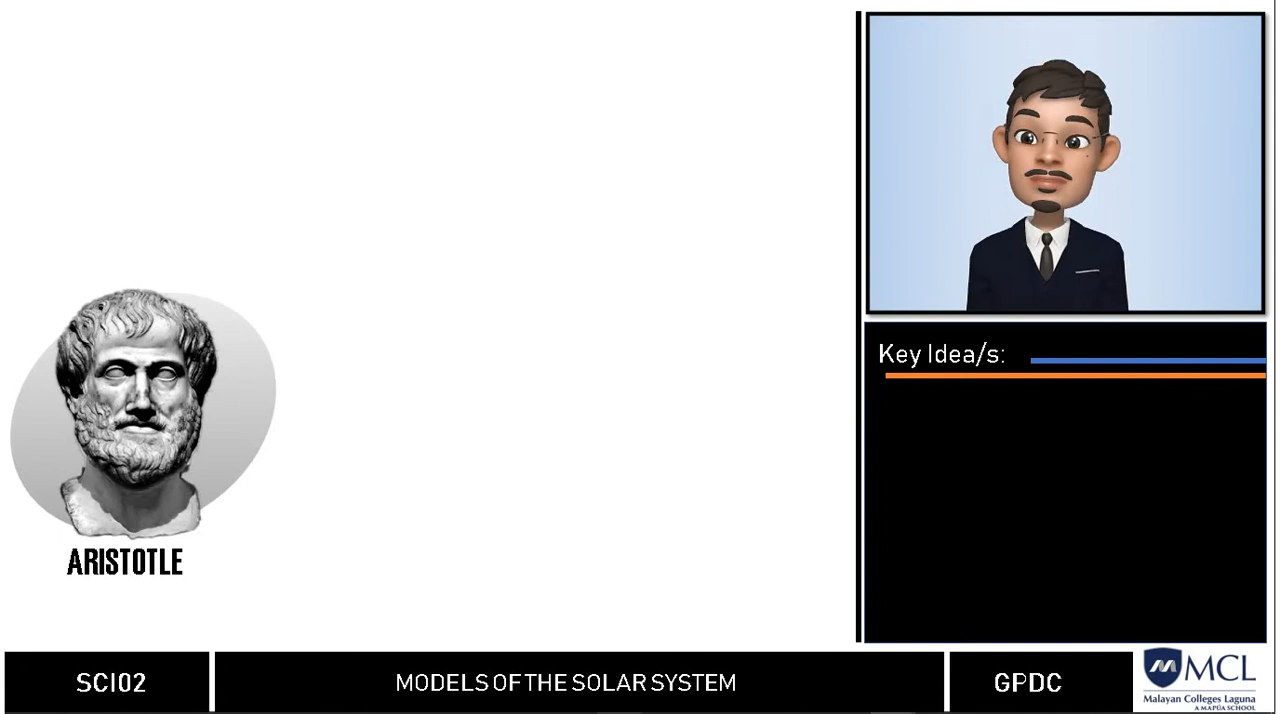 Key Idea/s:
ARISTOTLE
SCI02
MODELS OF THE SOLAR SYSTEM
GPDC
MCL
Malayan Colleges Laguna
A MAPÚA SCHOOL